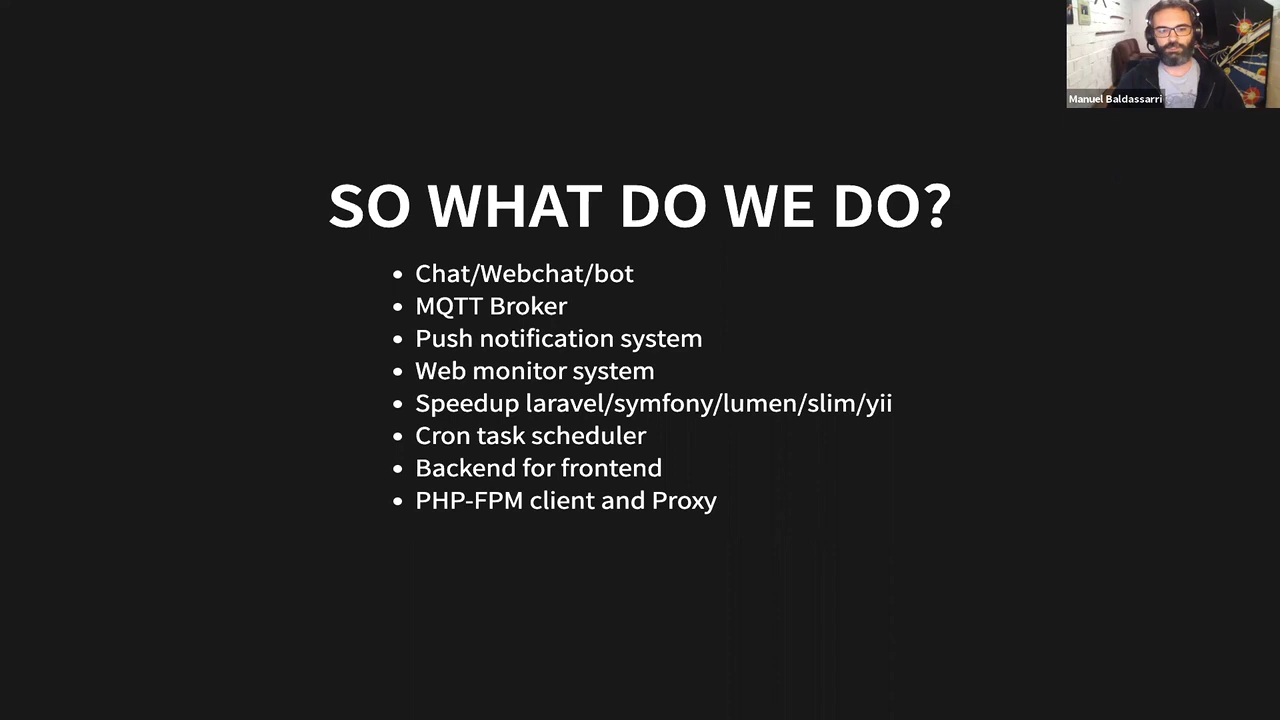 Manuel Baldassarri
SO WHAT DO WE DO?
Chat/Webchat/bot
MQTT Broker
Push notification system
Web monitor system
Speedup laravel/symfony/lumen/slim/yii
Cron task scheduler
Backend for frontend
PHP-FPM client and Proxy